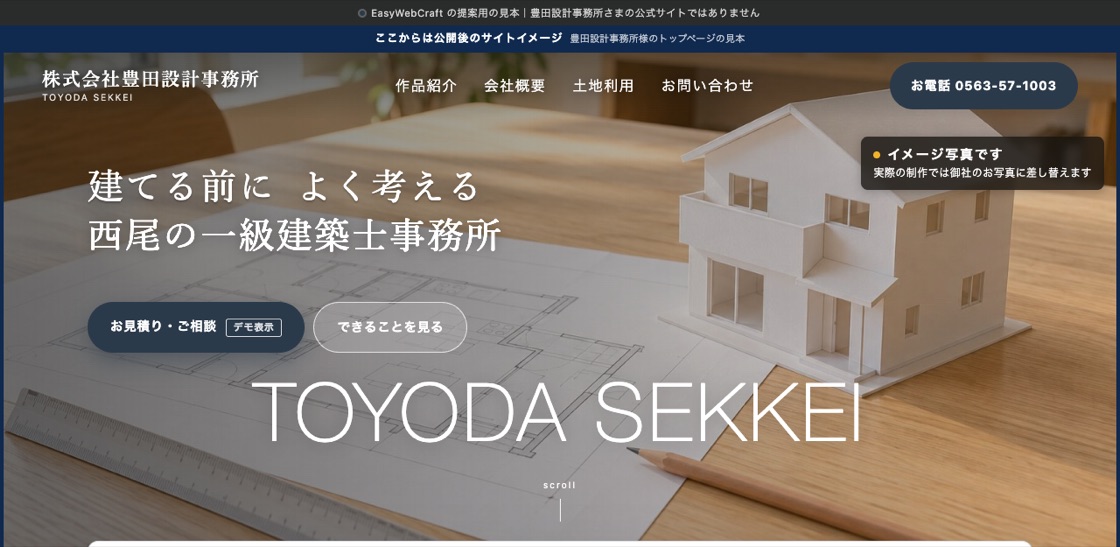 EasyWebCraft の提案用の見本｜豊田設計事務所さまの公式サイトではありません
ここからは公開後のサイトイメージ 豊田設計事務所様のトップページの見本
株式会社豊田設計事務所
TOYODA SEKKEI
作品紹介 会社概要 土地利用 お問い合わせ
お電話 0563-57-1003
イメージ写真です
実際の制作では御社のお写真に差し替えます
建てる前に よく考える
西尾の一級建築士事務所
お見積り・ご相談 デモ表示 できることを見る
TOYODA SEKKEI
scroll